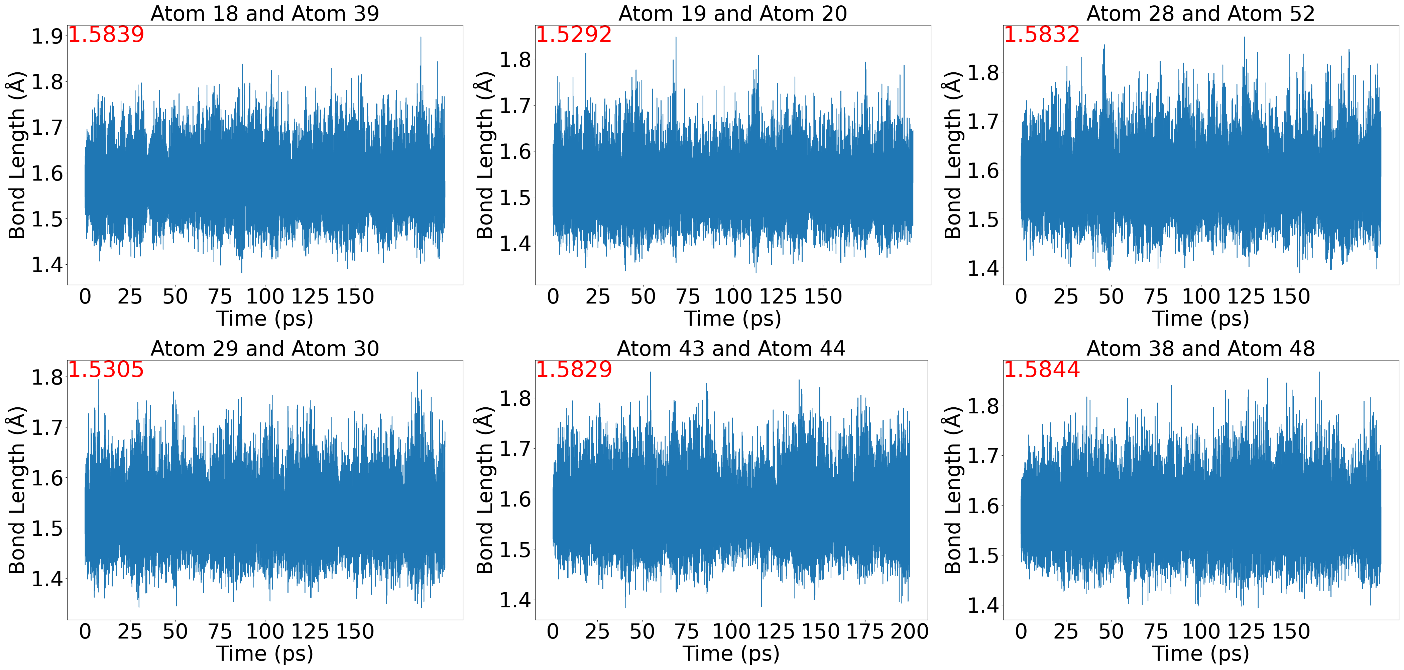 Atom 18 and Atom 39
1.5839
1.9
1.8
1.7
1.6
1.5
1.4
Bond Length (Å)
0 25 50 75 100 125 150
Time (ps)
Atom 19 and Atom 20
1.5292
1.8
1.7
1.6
1.5
1.4
Bond Length (Å)
0 25 50 75 100 125 150
Time (ps)
Atom 28 and Atom 52
1.5832
1.8
1.7
1.6
1.5
1.4
Bond Length (Å)
0 25 50 75 100 125 150
Time (ps)
Atom 29 and Atom 30
1.5305
1.8
1.7
1.6
1.5
1.4
Bond Length (Å)
0 25 50 75 100 125 150
Time (ps)
Atom 43 and Atom 44
1.5829
1.8
1.7
1.6
1.5
1.4
Bond Length (Å)
0 25 50 75 100 125 150 175 200
Time (ps)
Atom 38 and Atom 48
1.5844
1.8
1.7
1.6
1.5
1.4
Bond Length (Å)
0 25 50 75 100 125 150
Time (ps)